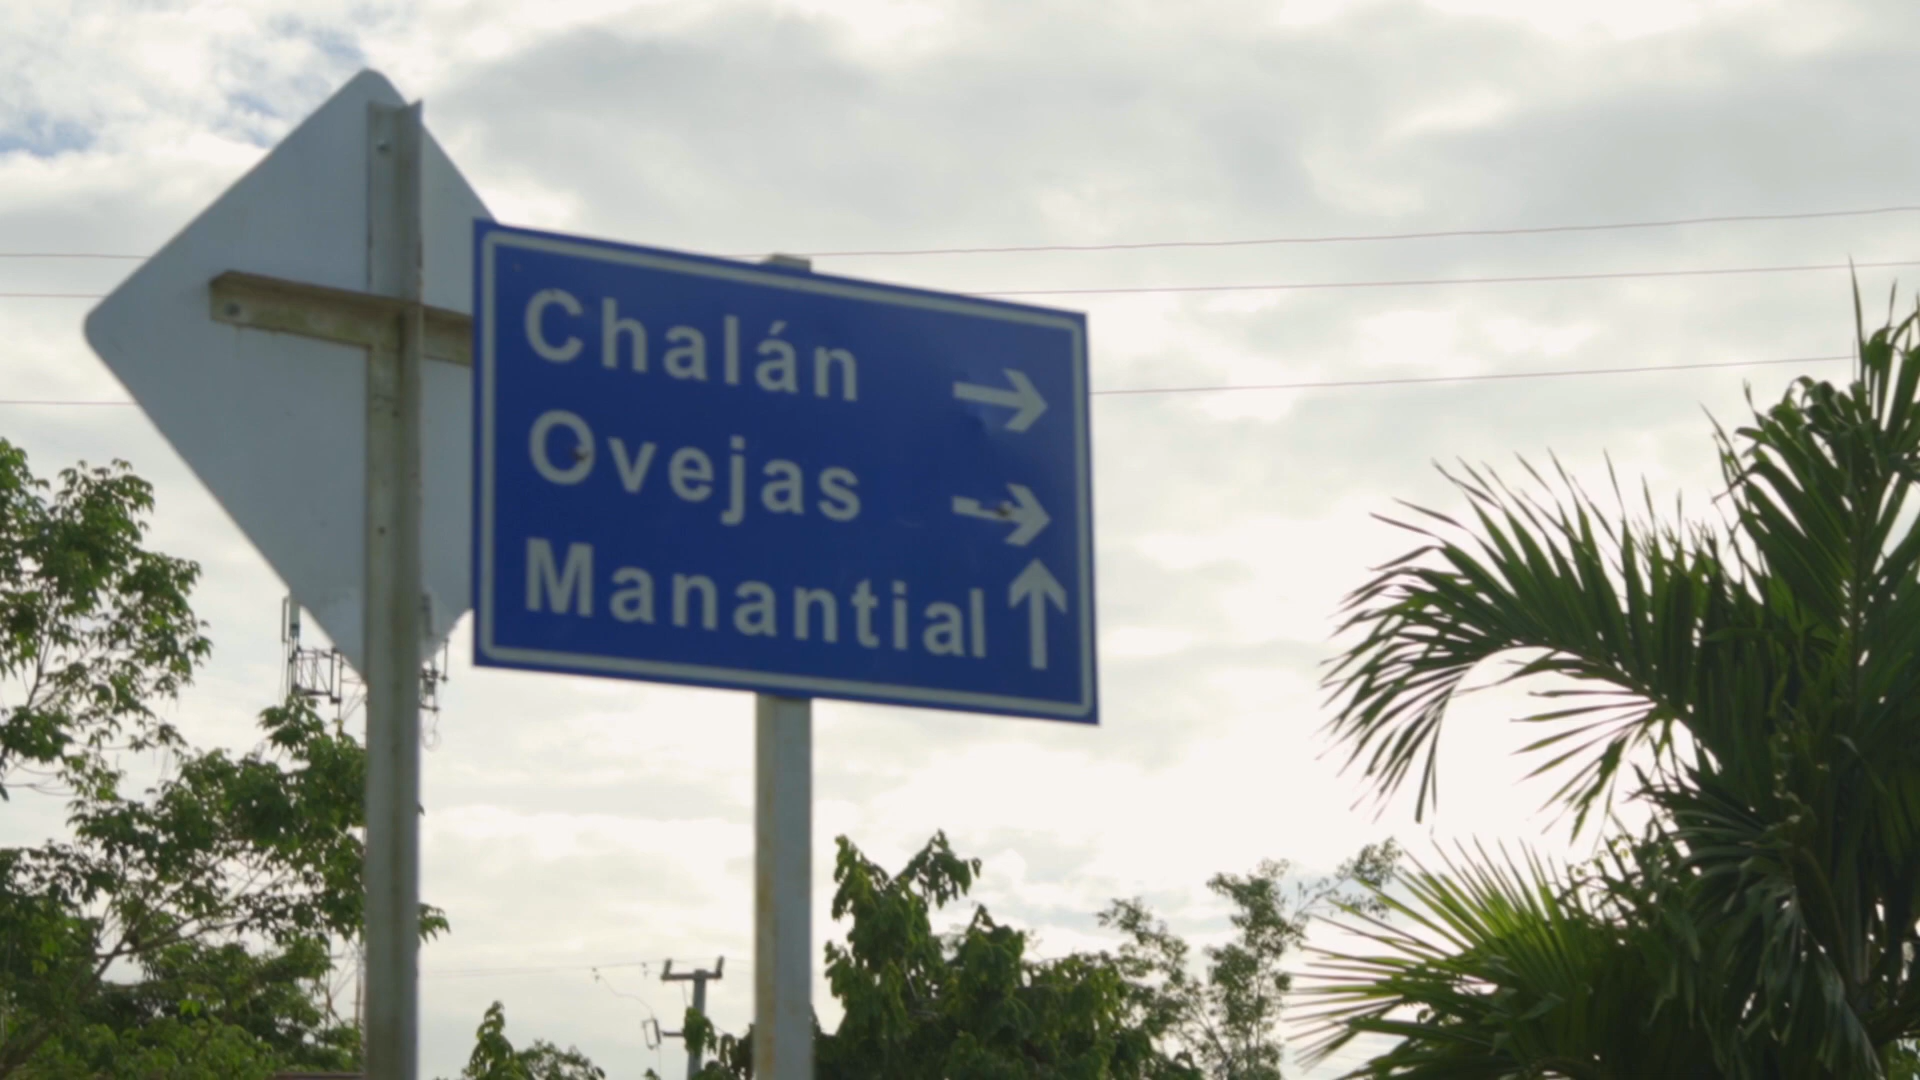 Chalán →
Ovejas →
Manantial ↑